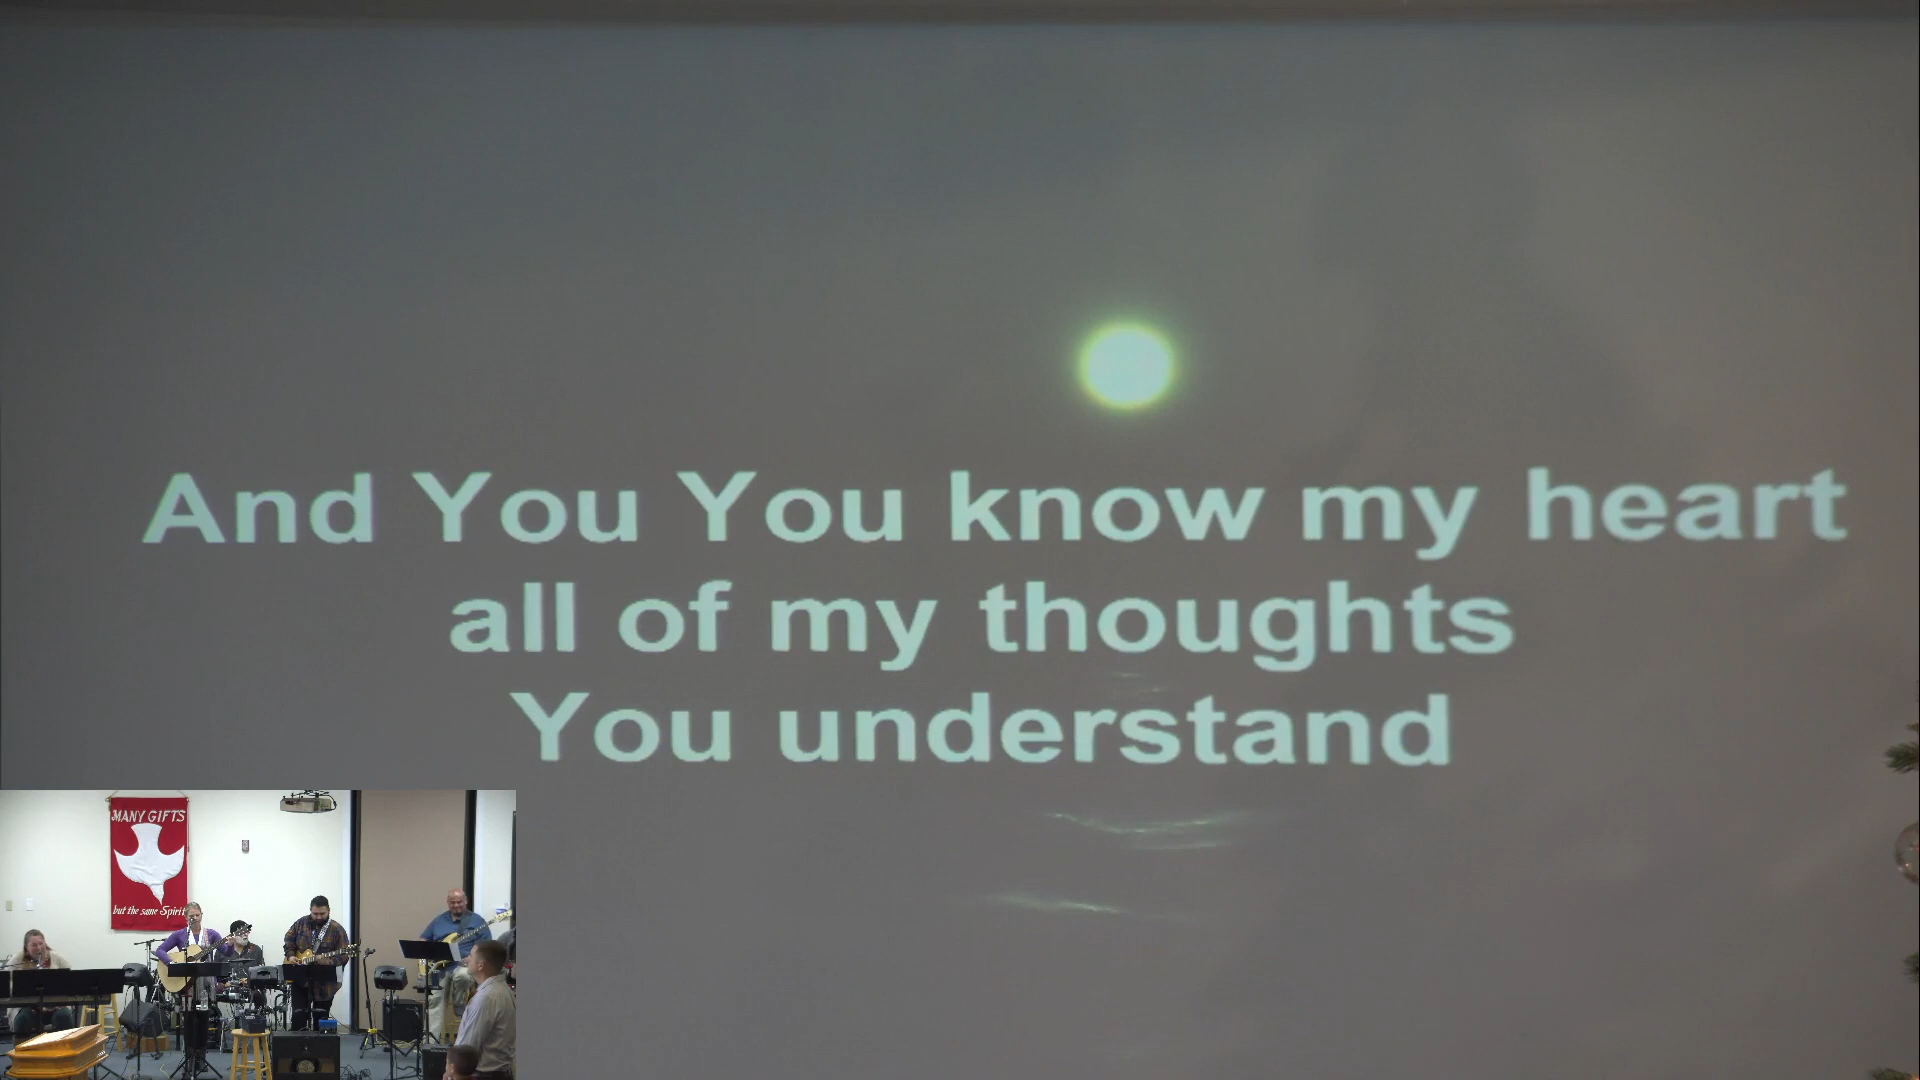 And You You know my heart
all of my thoughts
You understand
MANY GIFTS
but the same Spirit